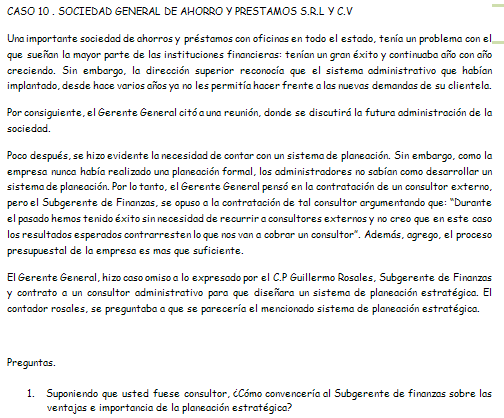 CASO 10 . SOCIEDAD GENERAL DE AHORRO Y PRESTAMOS S.R.L Y C.V
Una importante sociedad de ahorros y préstamos con oficinas en todo el estado, tenía un problema con el
que sueñan la mayor parte de las instituciones financieras: tenían un gran éxito y continuaba año con año
creciendo. Sin embargo, la dirección superior reconocía que el sistema administrativo que habían
implantado, desde hace varios años ya no les permitía hacer frente a las nuevas demandas de su clientela.
Por consiguiente, el Gerente General citó a una reunión, donde se discutirá la futura administración de la
sociedad.
Poco después, se hizo evidente la necesidad de contar con un sistema de planeación. Sin embargo, como la
empresa nunca había realizado una planeación formal, los administradores no sabían como desarrollar un
sistema de planeación. Por lo tanto, el Gerente General pensó en la contratación de un consultor externo,
pero el Subgerente de Finanzas, se opuso a la contratación de tal consultor argumentando que: "Durante
el pasado hemos tenido éxito sin necesidad de recurrir a consultores externos y no creo que en este caso
los resultados esperados contrarresten lo que nos van a cobrar un consultor". Además, agrego, el proceso
presupuestal de la empresa es mas que suficiente.
El Gerente General, hizo caso omiso a lo expresado por el C.P Guillermo Rosales, Subgerente de Finanzas
y contrato a un consultor administrativo para que diseñara un sistema de planeación estratégica. El
contador rosales, se preguntaba a que se parecería el mencionado sistema de planeación estratégica.
Preguntas.
1. Suponiendo que usted fuese consultor, ¿Cómo convencería al Subgerente de finanzas sobre las
ventajas e importancia de la planeación estratégica?